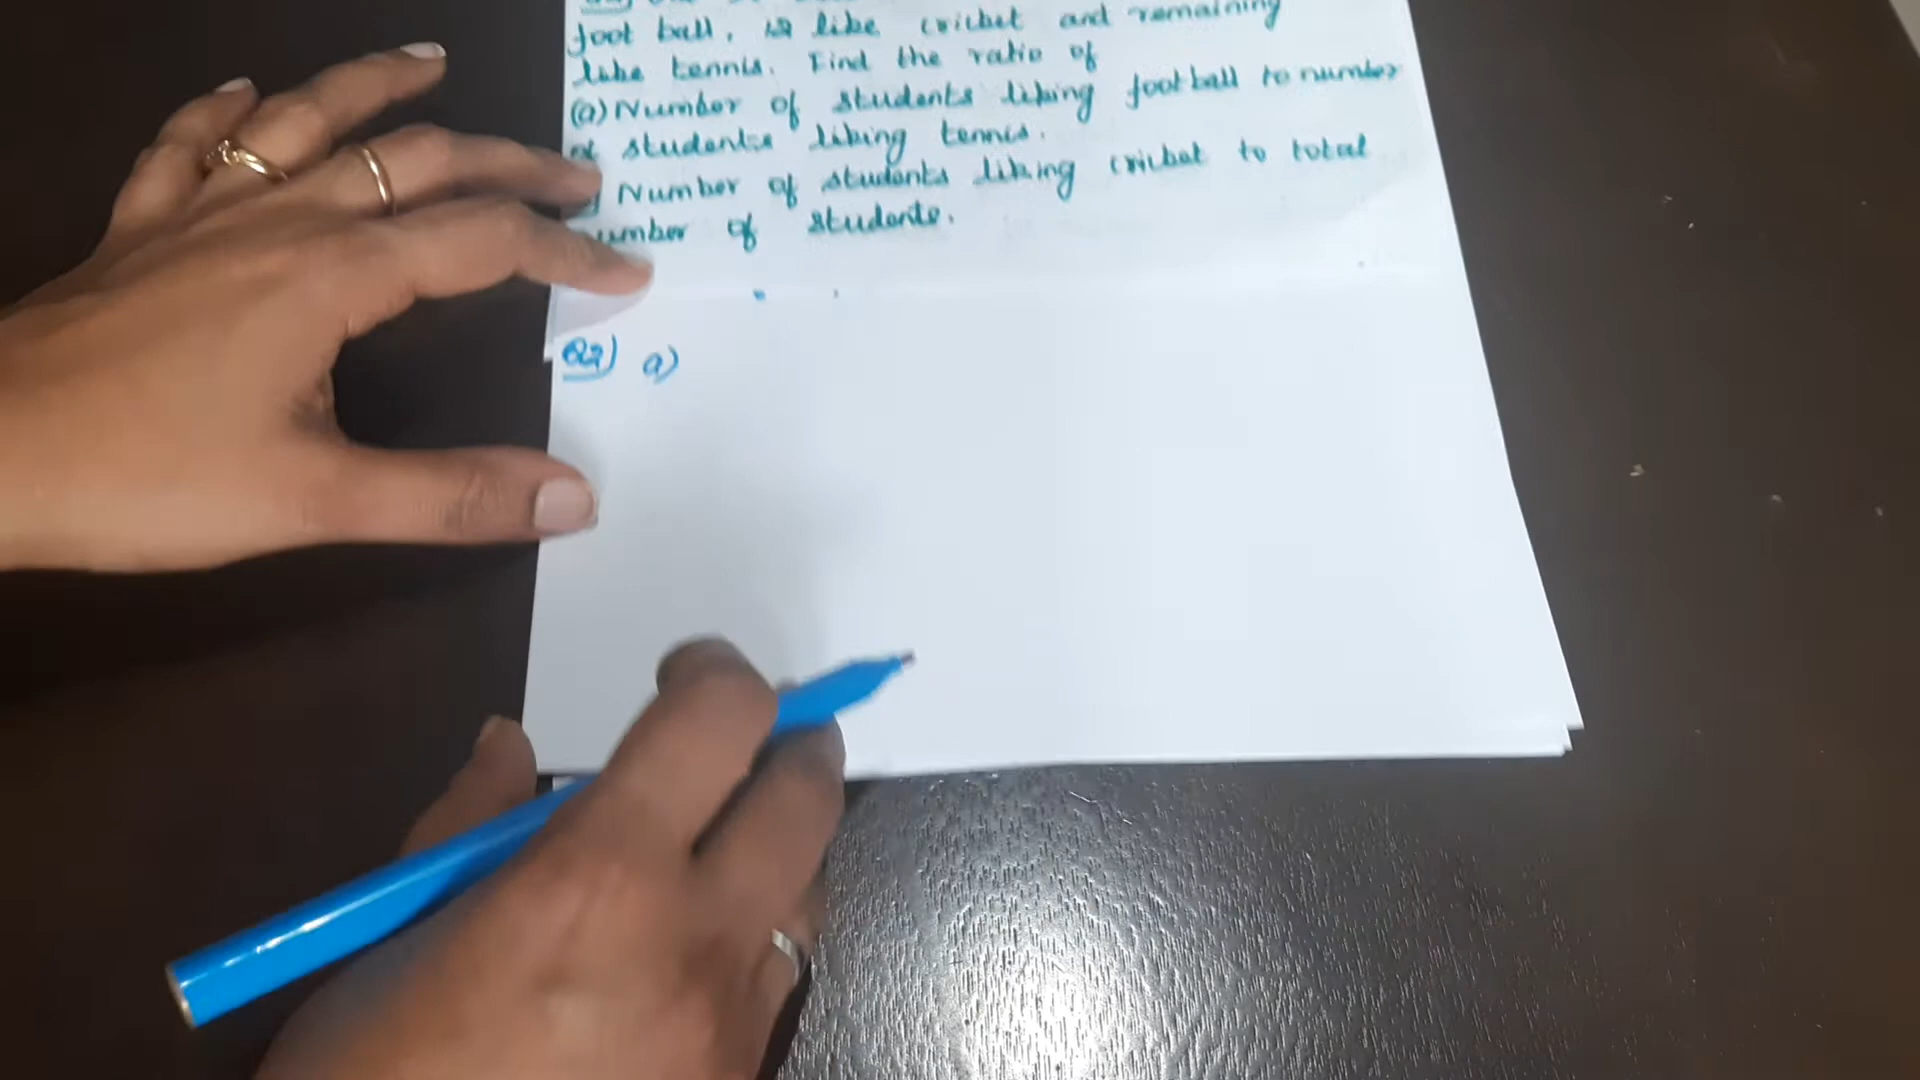 foot ball, 12 like cricket and remaining
like tennis. Find the ratio of
(a) Number of students liking football to number
of students liking tennis.
Number of students liking cricket to total
number of students.
Q2) a)